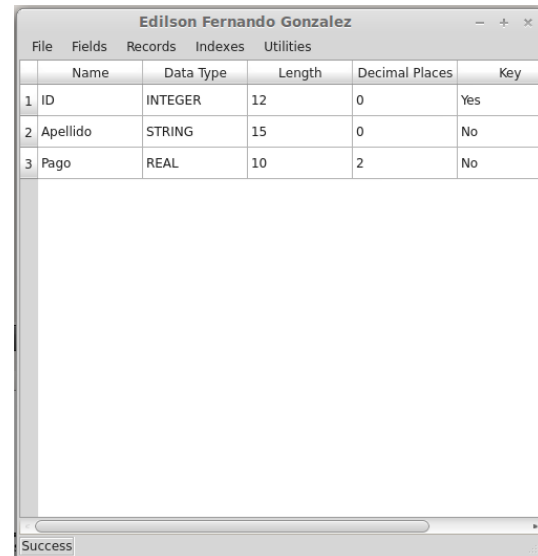 Edilson Fernando Gonzalez
File Fields Records Indexes Utilities
Name Data Type Length Decimal Places Key
1 ID INTEGER 12 0 Yes
2 Apellido STRING 15 0 No
3 Pago REAL 10 2 No
Success